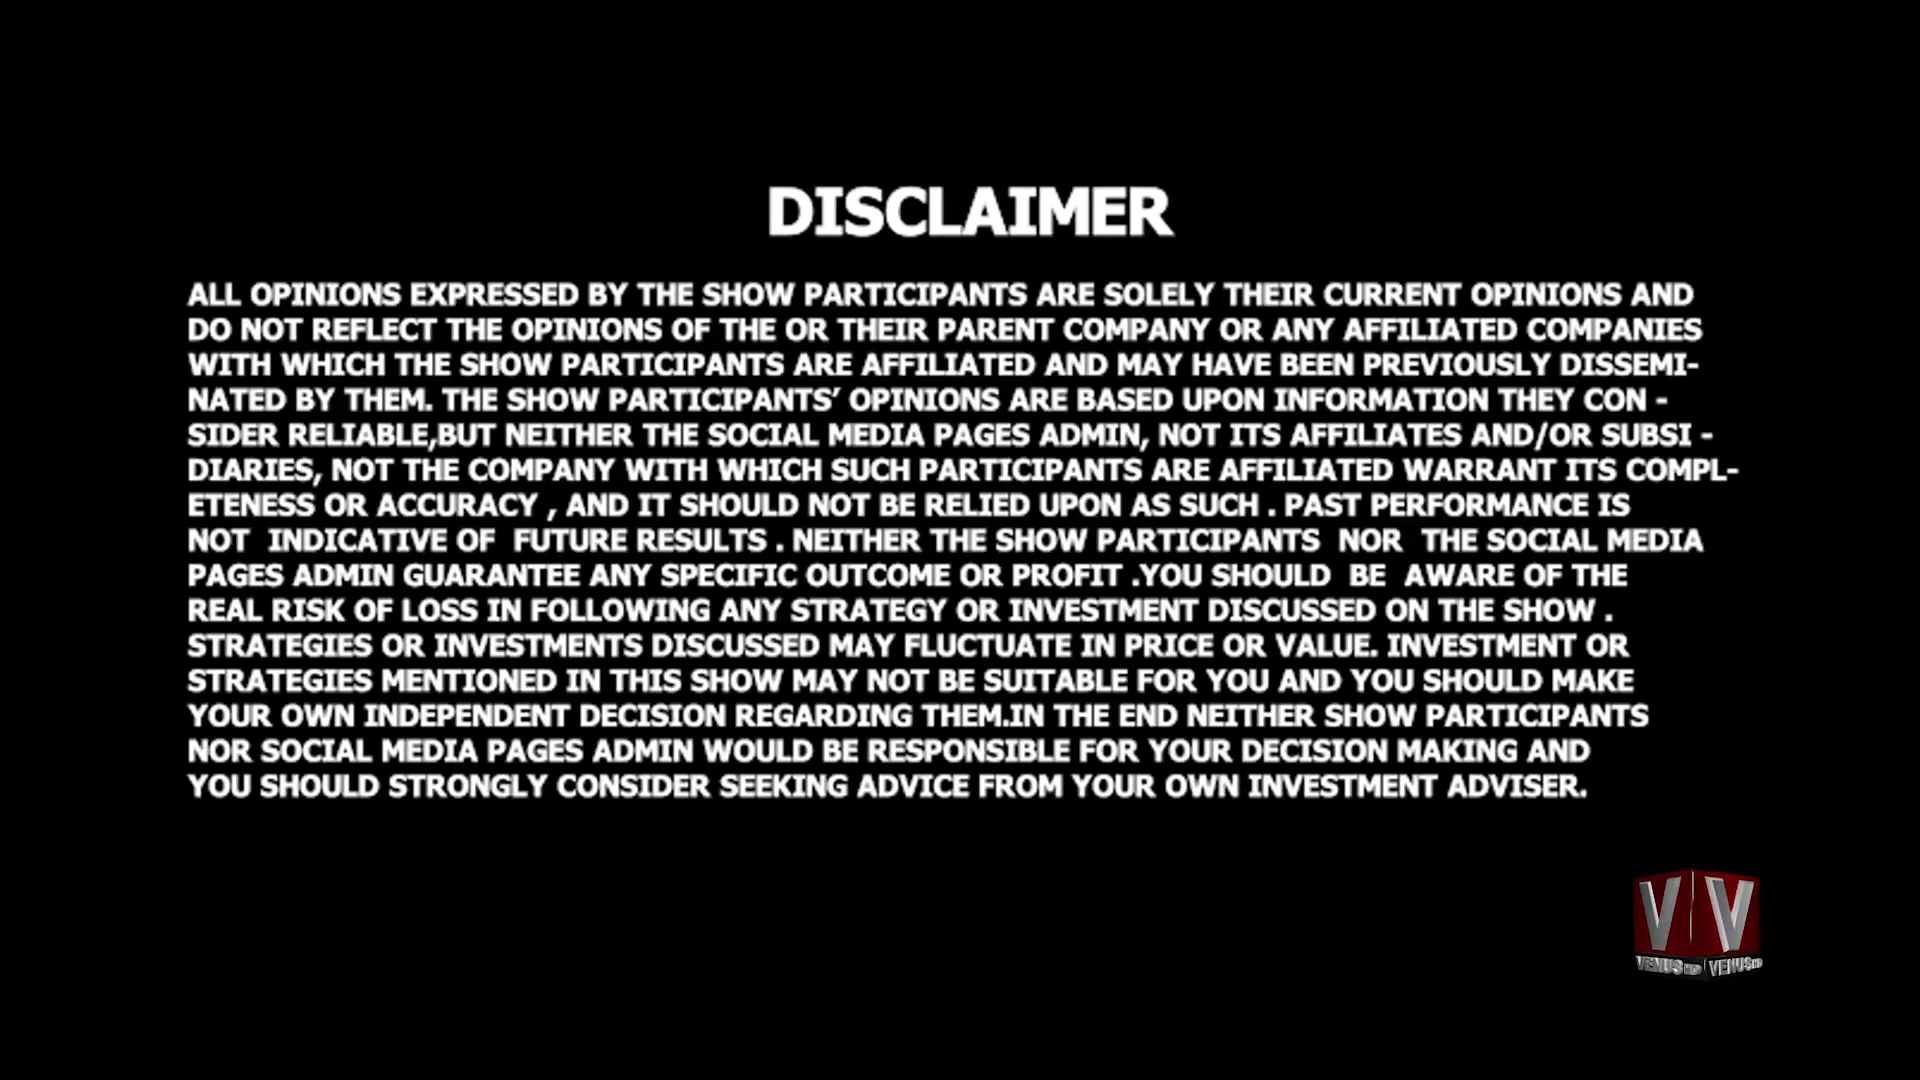 DISCLAIMER
ALL OPINIONS EXPRESSED BY THE SHOW PARTICIPANTS ARE SOLELY THEIR CURRENT OPINIONS AND
DO NOT REFLECT THE OPINIONS OF THE OR THEIR PARENT COMPANY OR ANY AFFILIATED COMPANIES
WITH WHICH THE SHOW PARTICIPANTS ARE AFFILIATED AND MAY HAVE BEEN PREVIOUSLY DISSEMI-
NATED BY THEM. THE SHOW PARTICIPANTS’ OPINIONS ARE BASED UPON INFORMATION THEY CON -
SIDER RELIABLE,BUT NEITHER THE SOCIAL MEDIA PAGES ADMIN, NOT ITS AFFILIATES AND/OR SUBSI -
DIARIES, NOT THE COMPANY WITH WHICH SUCH PARTICIPANTS ARE AFFILIATED WARRANT ITS COMPL-
ETENESS OR ACCURACY , AND IT SHOULD NOT BE RELIED UPON AS SUCH . PAST PERFORMANCE IS
NOT  INDICATIVE OF  FUTURE RESULTS . NEITHER THE SHOW PARTICIPANTS  NOR  THE SOCIAL MEDIA
PAGES ADMIN GUARANTEE ANY SPECIFIC OUTCOME OR PROFIT .YOU SHOULD  BE  AWARE OF THE
REAL RISK OF LOSS IN FOLLOWING ANY STRATEGY OR INVESTMENT DISCUSSED ON THE SHOW .
STRATEGIES OR INVESTMENTS DISCUSSED MAY FLUCTUATE IN PRICE OR VALUE. INVESTMENT OR
STRATEGIES MENTIONED IN THIS SHOW MAY NOT BE SUITABLE FOR YOU AND YOU SHOULD MAKE
YOUR OWN INDEPENDENT DECISION REGARDING THEM.IN THE END NEITHER SHOW PARTICIPANTS
NOR SOCIAL MEDIA PAGES ADMIN WOULD BE RESPONSIBLE FOR YOUR DECISION MAKING AND
YOU SHOULD STRONGLY CONSIDER SEEKING ADVICE FROM YOUR OWN INVESTMENT ADVISER.
V V
VENUS HD VENUS HD